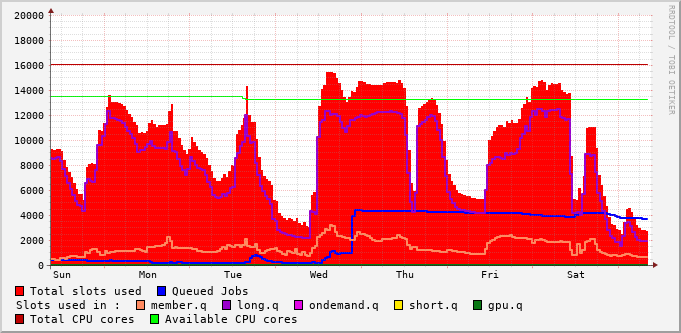 20000
18000
16000
14000
12000
10000
8000
6000
4000
2000
0
Sun Mon Tue Wed Thu Fri Sat
Total slots used Queued Jobs
Slots used in : member.q long.q ondemand.q short.q gpu.q
Total CPU cores Available CPU cores
RRDTOOL / TOBI OETIKER